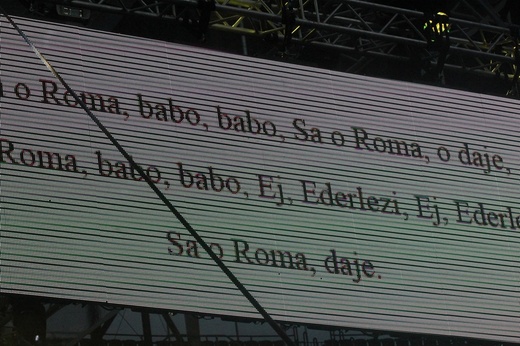 o Roma, babo, babo, Sa o Roma, o daje,
Roma, babo, babo, Ej, Ederlezi, Ej,
Sa o Roma, daje.